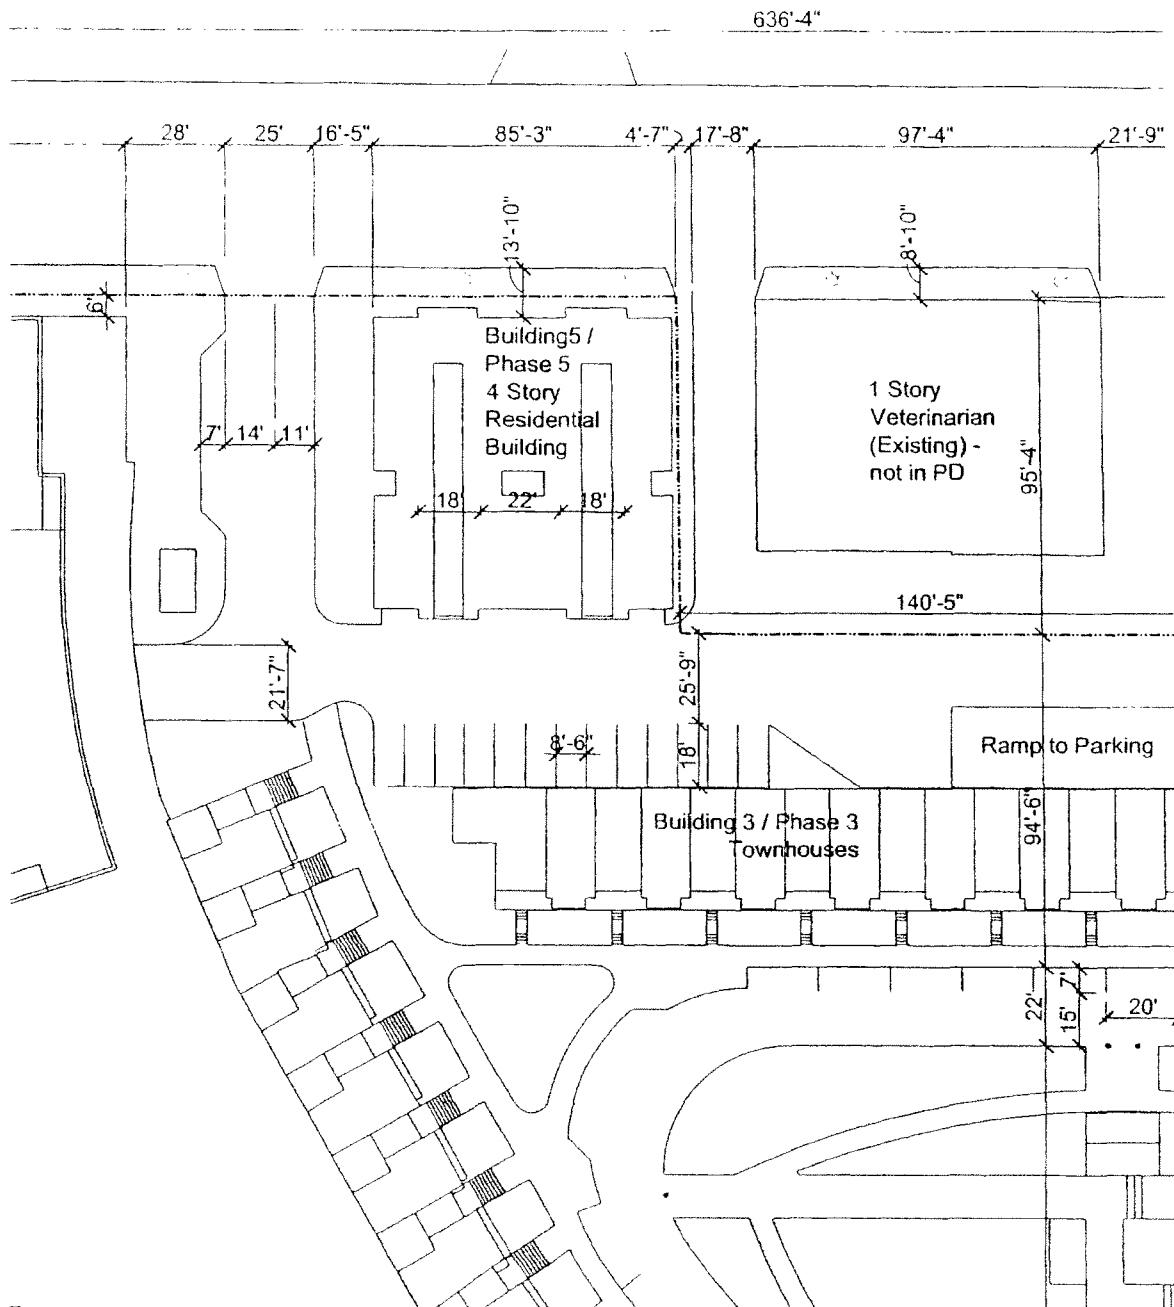 636'-4"
28'
25'
16'-5"
85'-3"
4'-7"
17'-8"
97'-4"
21'-9"
13'-10"
8'-10"
6'
Building5 /
Phase 5
4 Story
Residential
Building
1 Story
Veterinarian
(Existing) -
not in PD
95'-4"
7'
14'
11'
18'
22'
18'
140'-5"
21'-7"
25'-9"
8'-6"
18'
Ramp to Parking
Building 3 / Phase 3
Townhouses
94'-6"
22'
7'
15'
20'